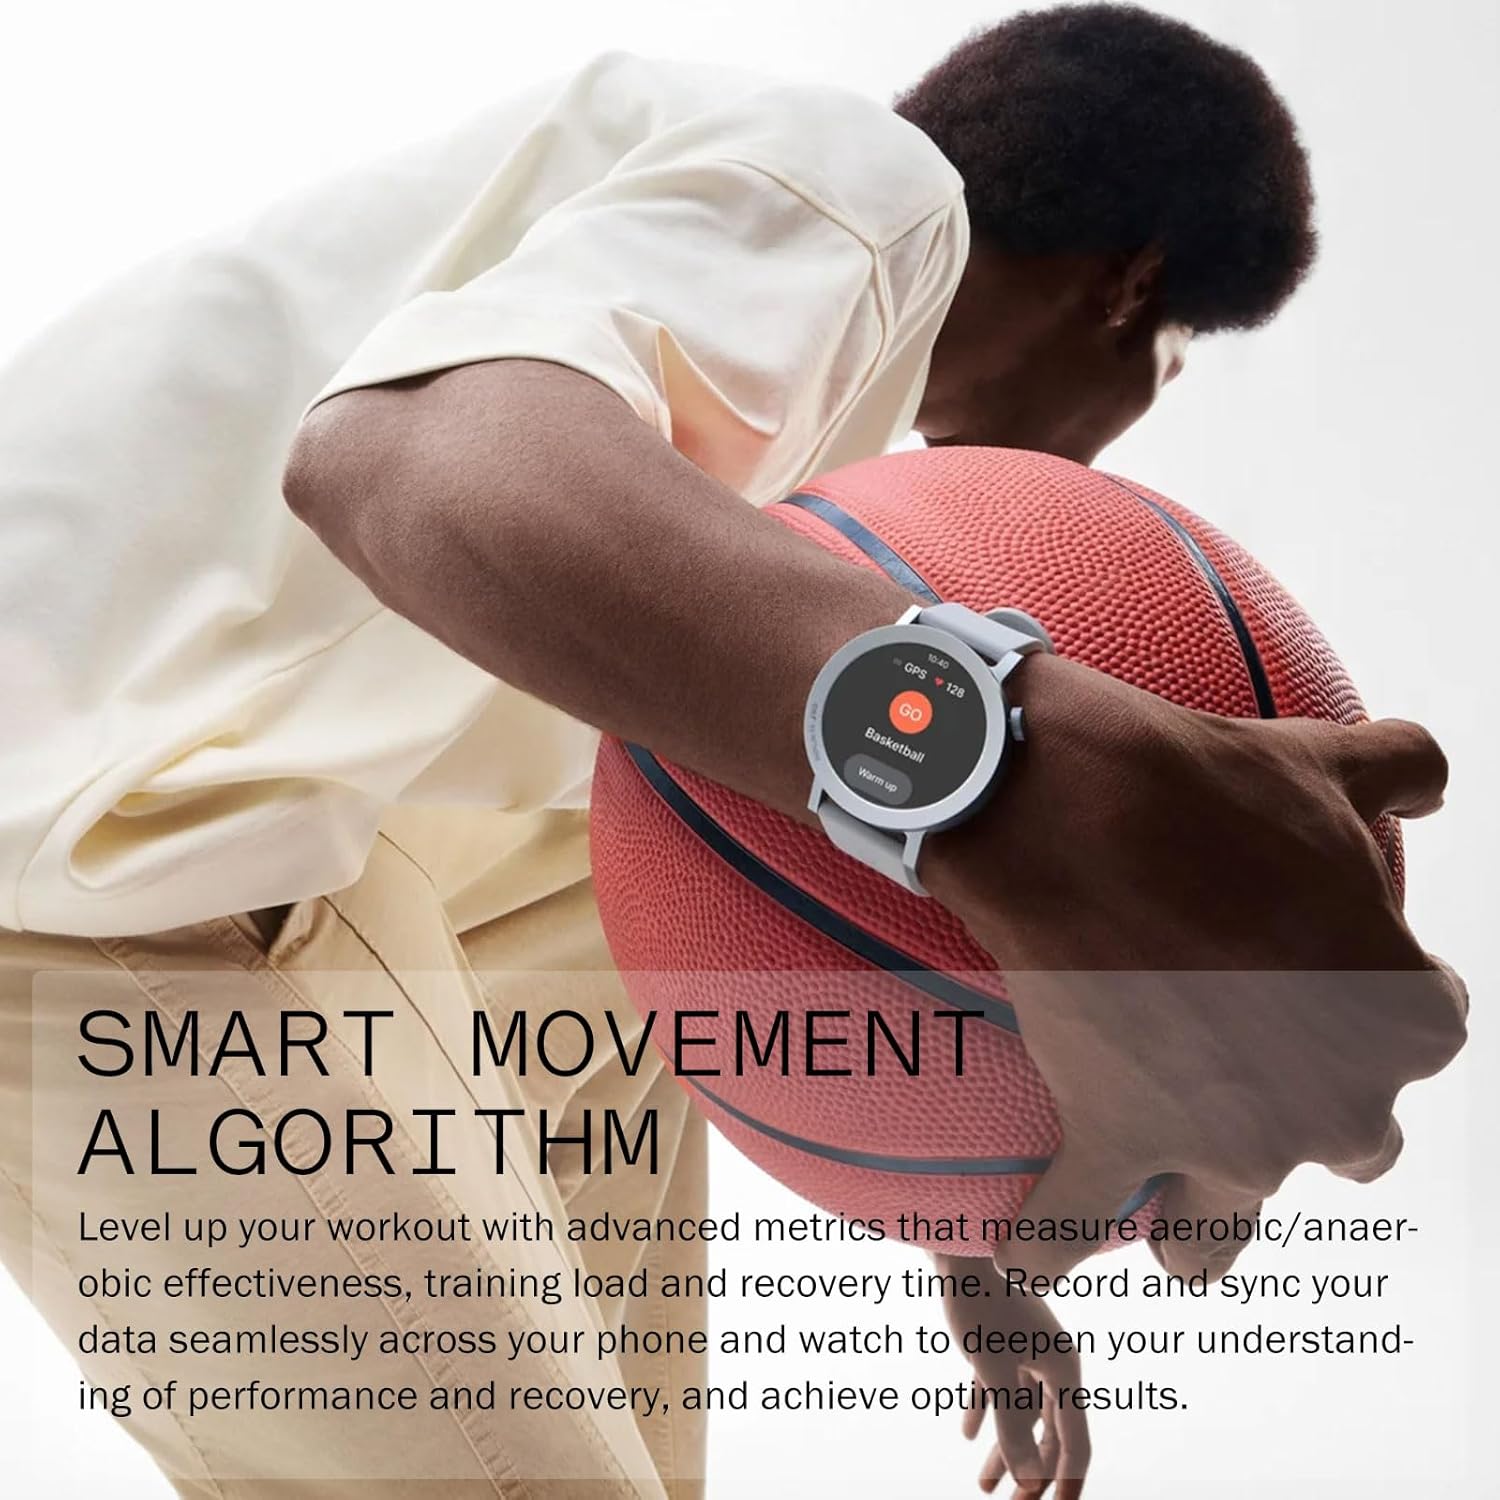 10:40
GPS 128
GO
Basketball
Warm up
SMART MOVEMENT
ALGORITHM
Level up your workout with advanced metrics that measure aerobic/anaer-
obic effectiveness, training load and recovery time. Record and sync your
data seamlessly across your phone and watch to deepen your understand-
ing of performance and recovery, and achieve optimal results.